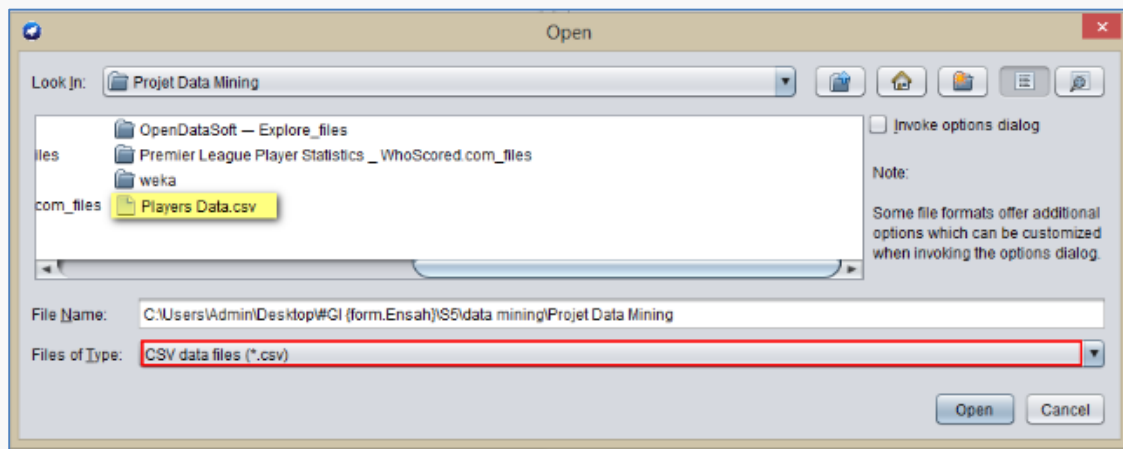 Open
Look In: Projet Data Mining
OpenDataSoft — Explore_files
iles Premier League Player Statistics _ WhoScored.com_files
weka
com_files Players Data.csv
Invoke options dialog
Note:
Some file formats offer additional
options which can be customized
when invoking the options dialog.
File Name: C:\Users\Admin\Desktop\#GI {form.Ensah}\S5\data mining\Projet Data Mining
Files of Type: CSV data files (*.csv)
Open Cancel